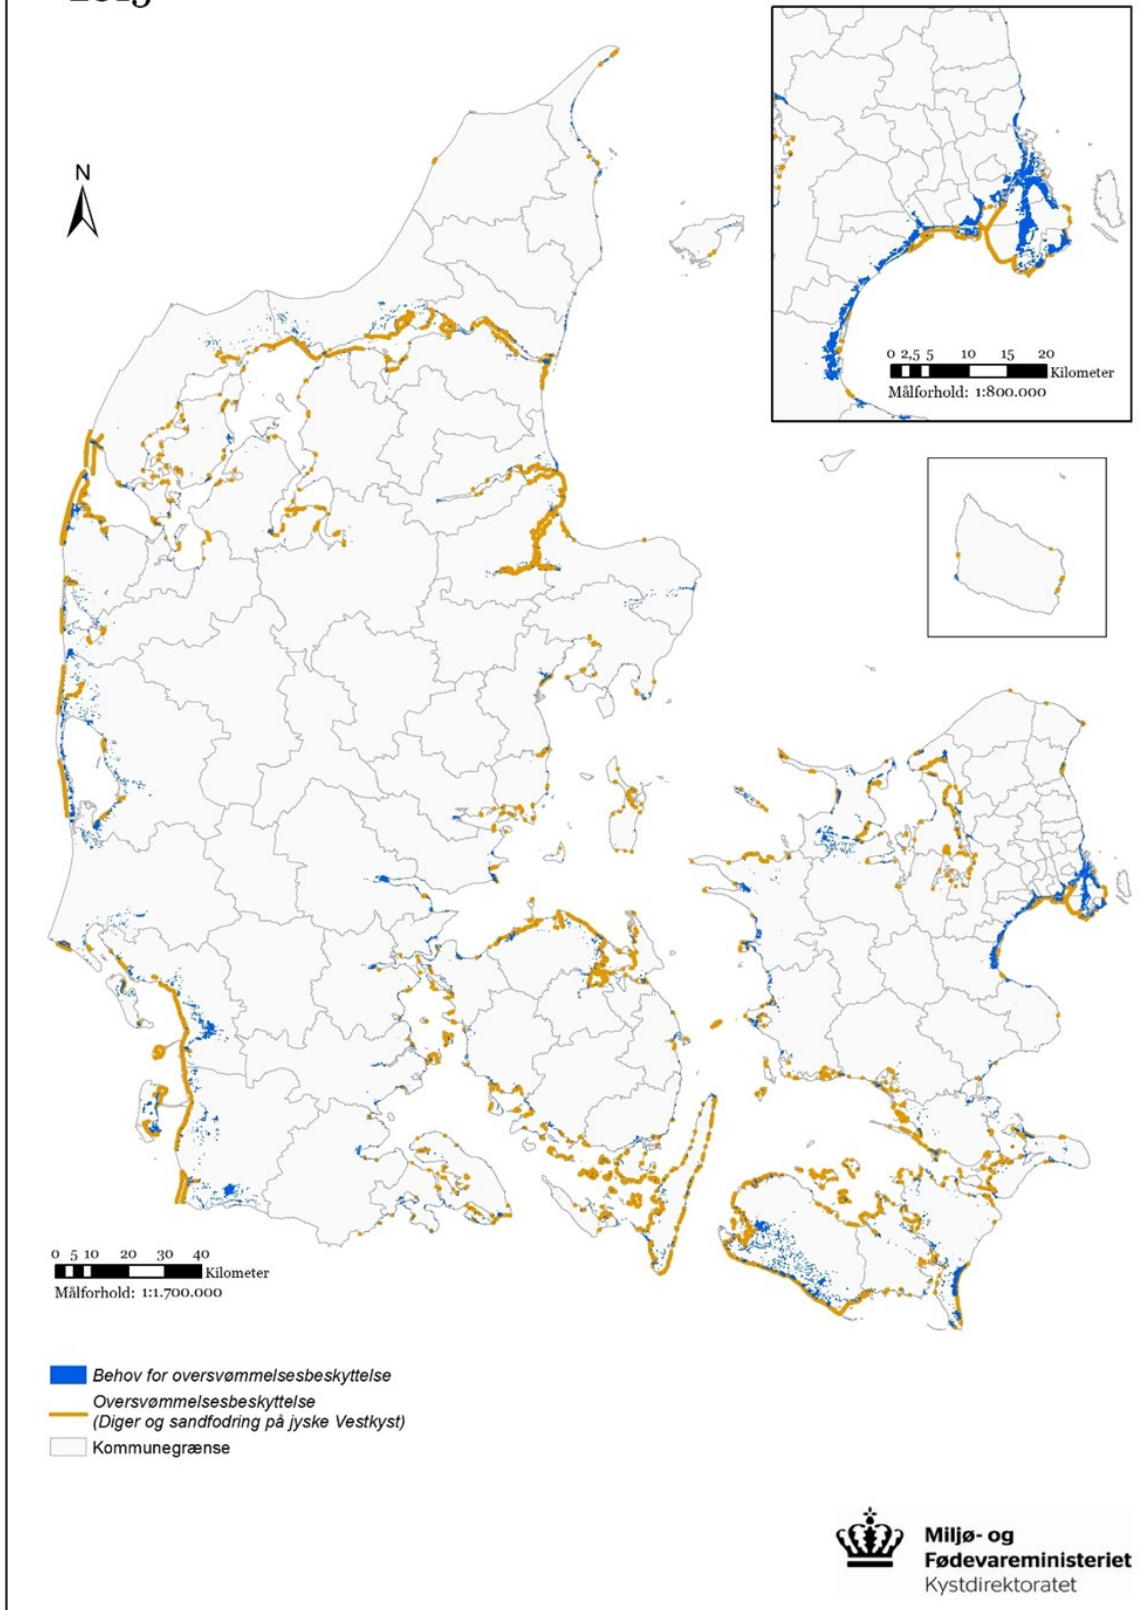 N
0 2,5 5 10 15 20
Kilometer
Målforhold: 1:800.000
0 5 10 20 30 40
Kilometer
Målforhold: 1:1.700.000
Behov for oversvømmelsesbeskyttelse
Oversvømmelsesbeskyttelse
(Diger og sandfodring på jyske Vestkyst)
Kommunegrænse
Miljø- og
Fødevareministeriet
Kystdirektoratet